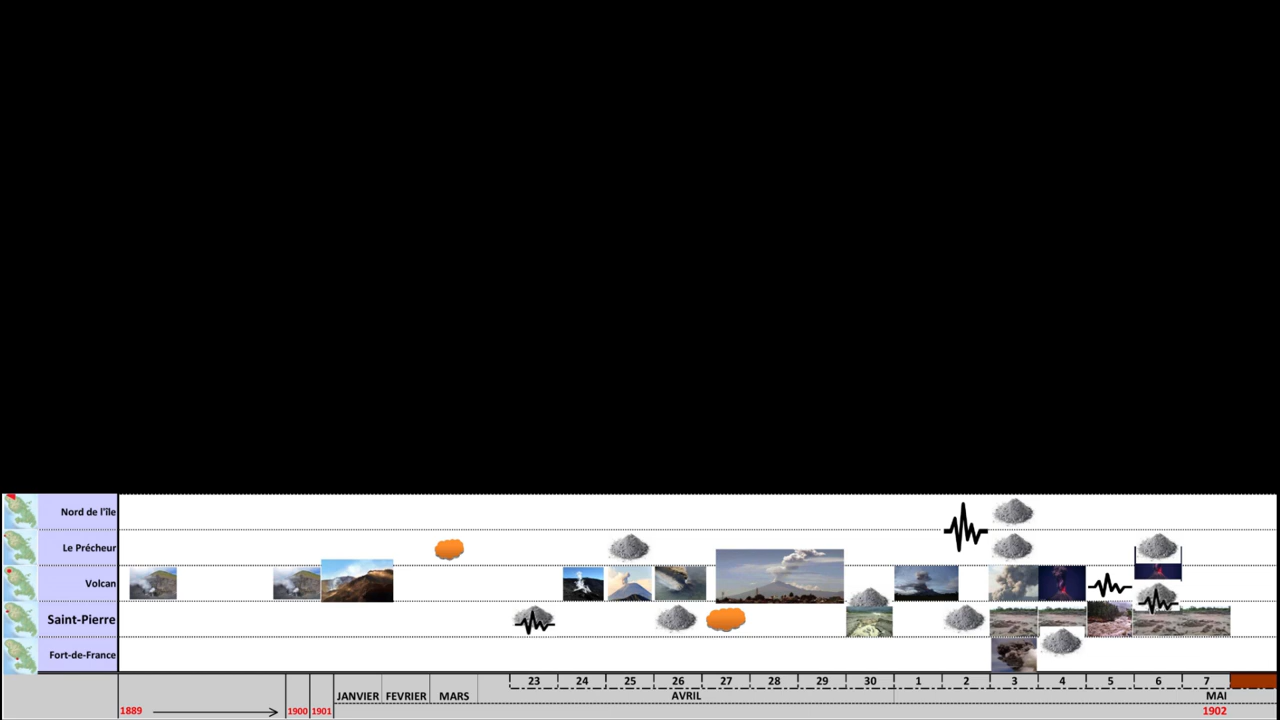 Nord de l'île
Le Précheur
Volcan
Saint-Pierre
Fort-de-France
23 24 25 26 27 28 29 30 1 2 3 4 5 6 7
JANVIER FEVRIER MARS AVRIL MAI
1889 1900 1901 1902